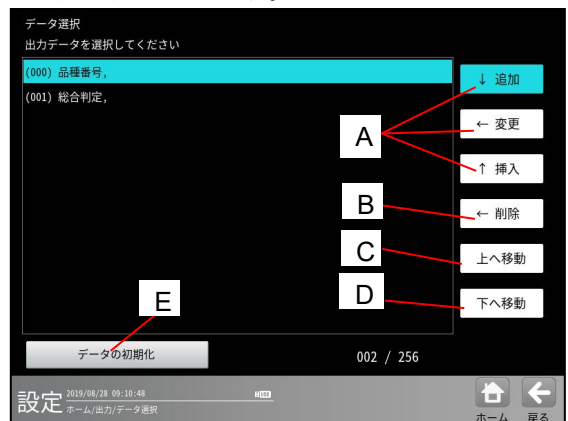 データ選択
出力データを選択してください
(000) 品種番号,
(001) 総合判定,
↓ 追加
A
← 変更
↑ 挿入
B
← 削除
C
上へ移動
D
下へ移動
E
データの初期化
002 / 256
設定
2019/08/28 09:10:48
ホーム/出力/データ選択
ホーム
戻る